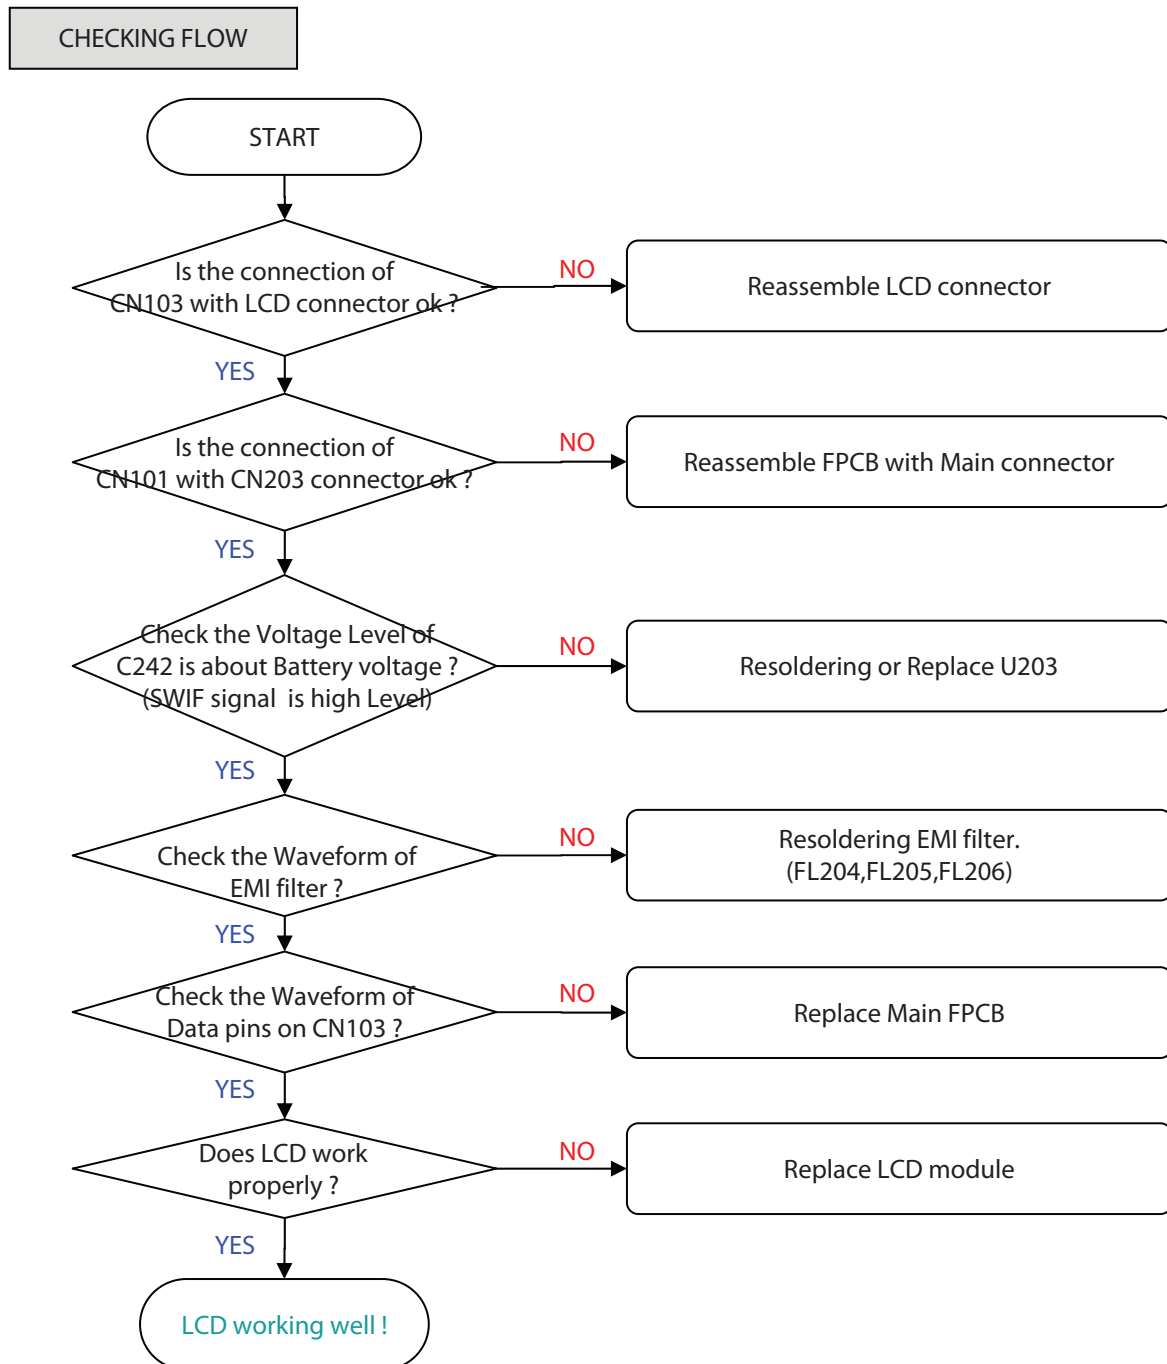 CHECKING FLOW
START
Is the connection of
CN103 with LCD connector ok ?
NO
Reassemble LCD connector
YES
Is the connection of
CN101 with CN203 connector ok ?
NO
Reassemble FPCB with Main connector
YES
Check the Voltage Level of
C242 is about Battery voltage ?
(SWIF signal  is high Level)
NO
Resoldering or Replace U203
YES
Check the Waveform of
EMI filter ?
NO
Resoldering EMI filter.
(FL204,FL205,FL206)
YES
Check the Waveform of
Data pins on CN103 ?
NO
Replace Main FPCB
YES
Does LCD work
properly ?
NO
Replace LCD module
YES
LCD working well !